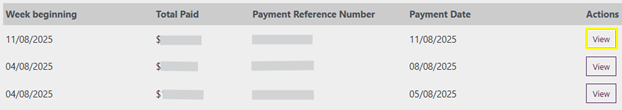 Week beginning Total Paid Payment Reference Number Payment Date Actions
11/08/2025 $ 11/08/2025 View
04/08/2025 $ 08/08/2025 View
04/08/2025 $ 05/08/2025 View